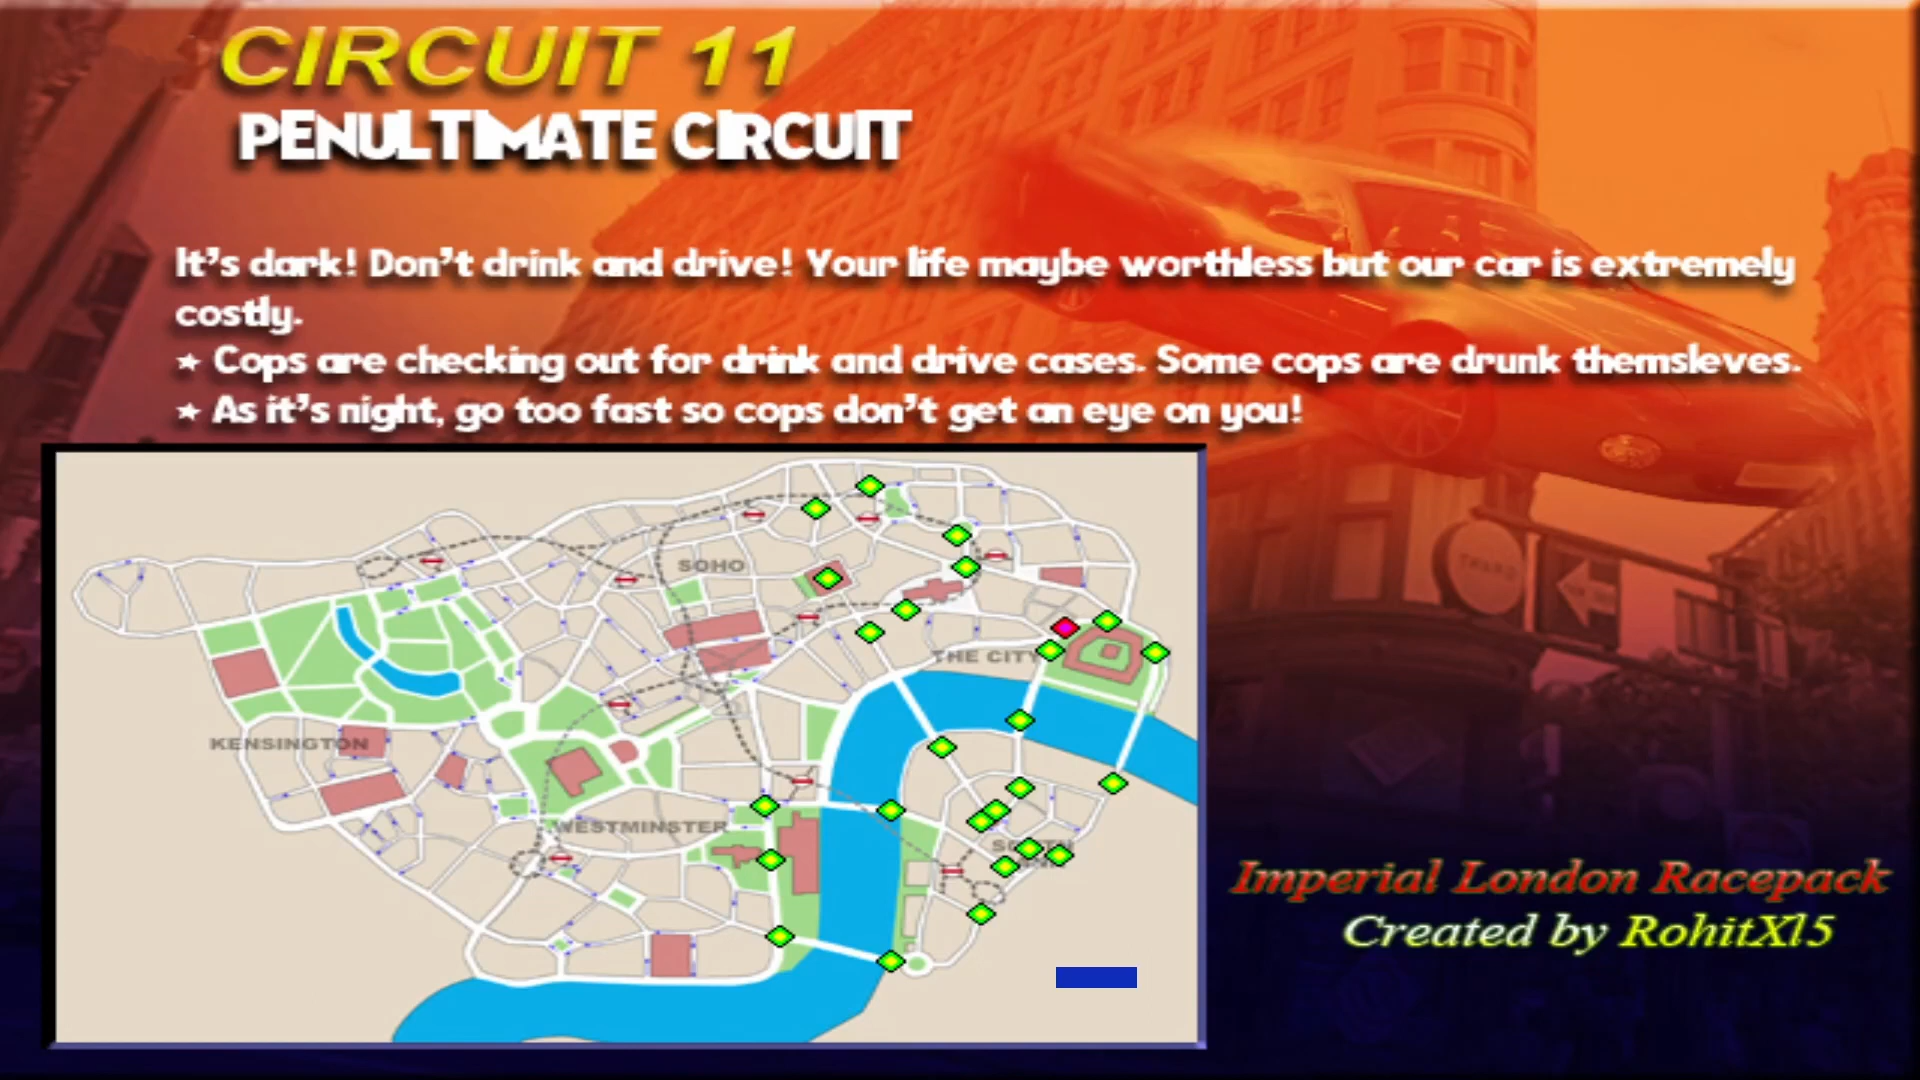 CIRCUIT 11
PENULTIMATE CIRCUIT
It's dark! Don't drink and drive! Your life maybe worthless but our car is extremely
costly.
★ Cops are checking out for drink and drive cases. Some cops are drunk themsleves.
★ As it's night, go too fast so cops don't get an eye on you!
SOHO
THE CITY
KENSINGTON
WESTMINSTER
Imperial London Racepack
Created by RohitXl5